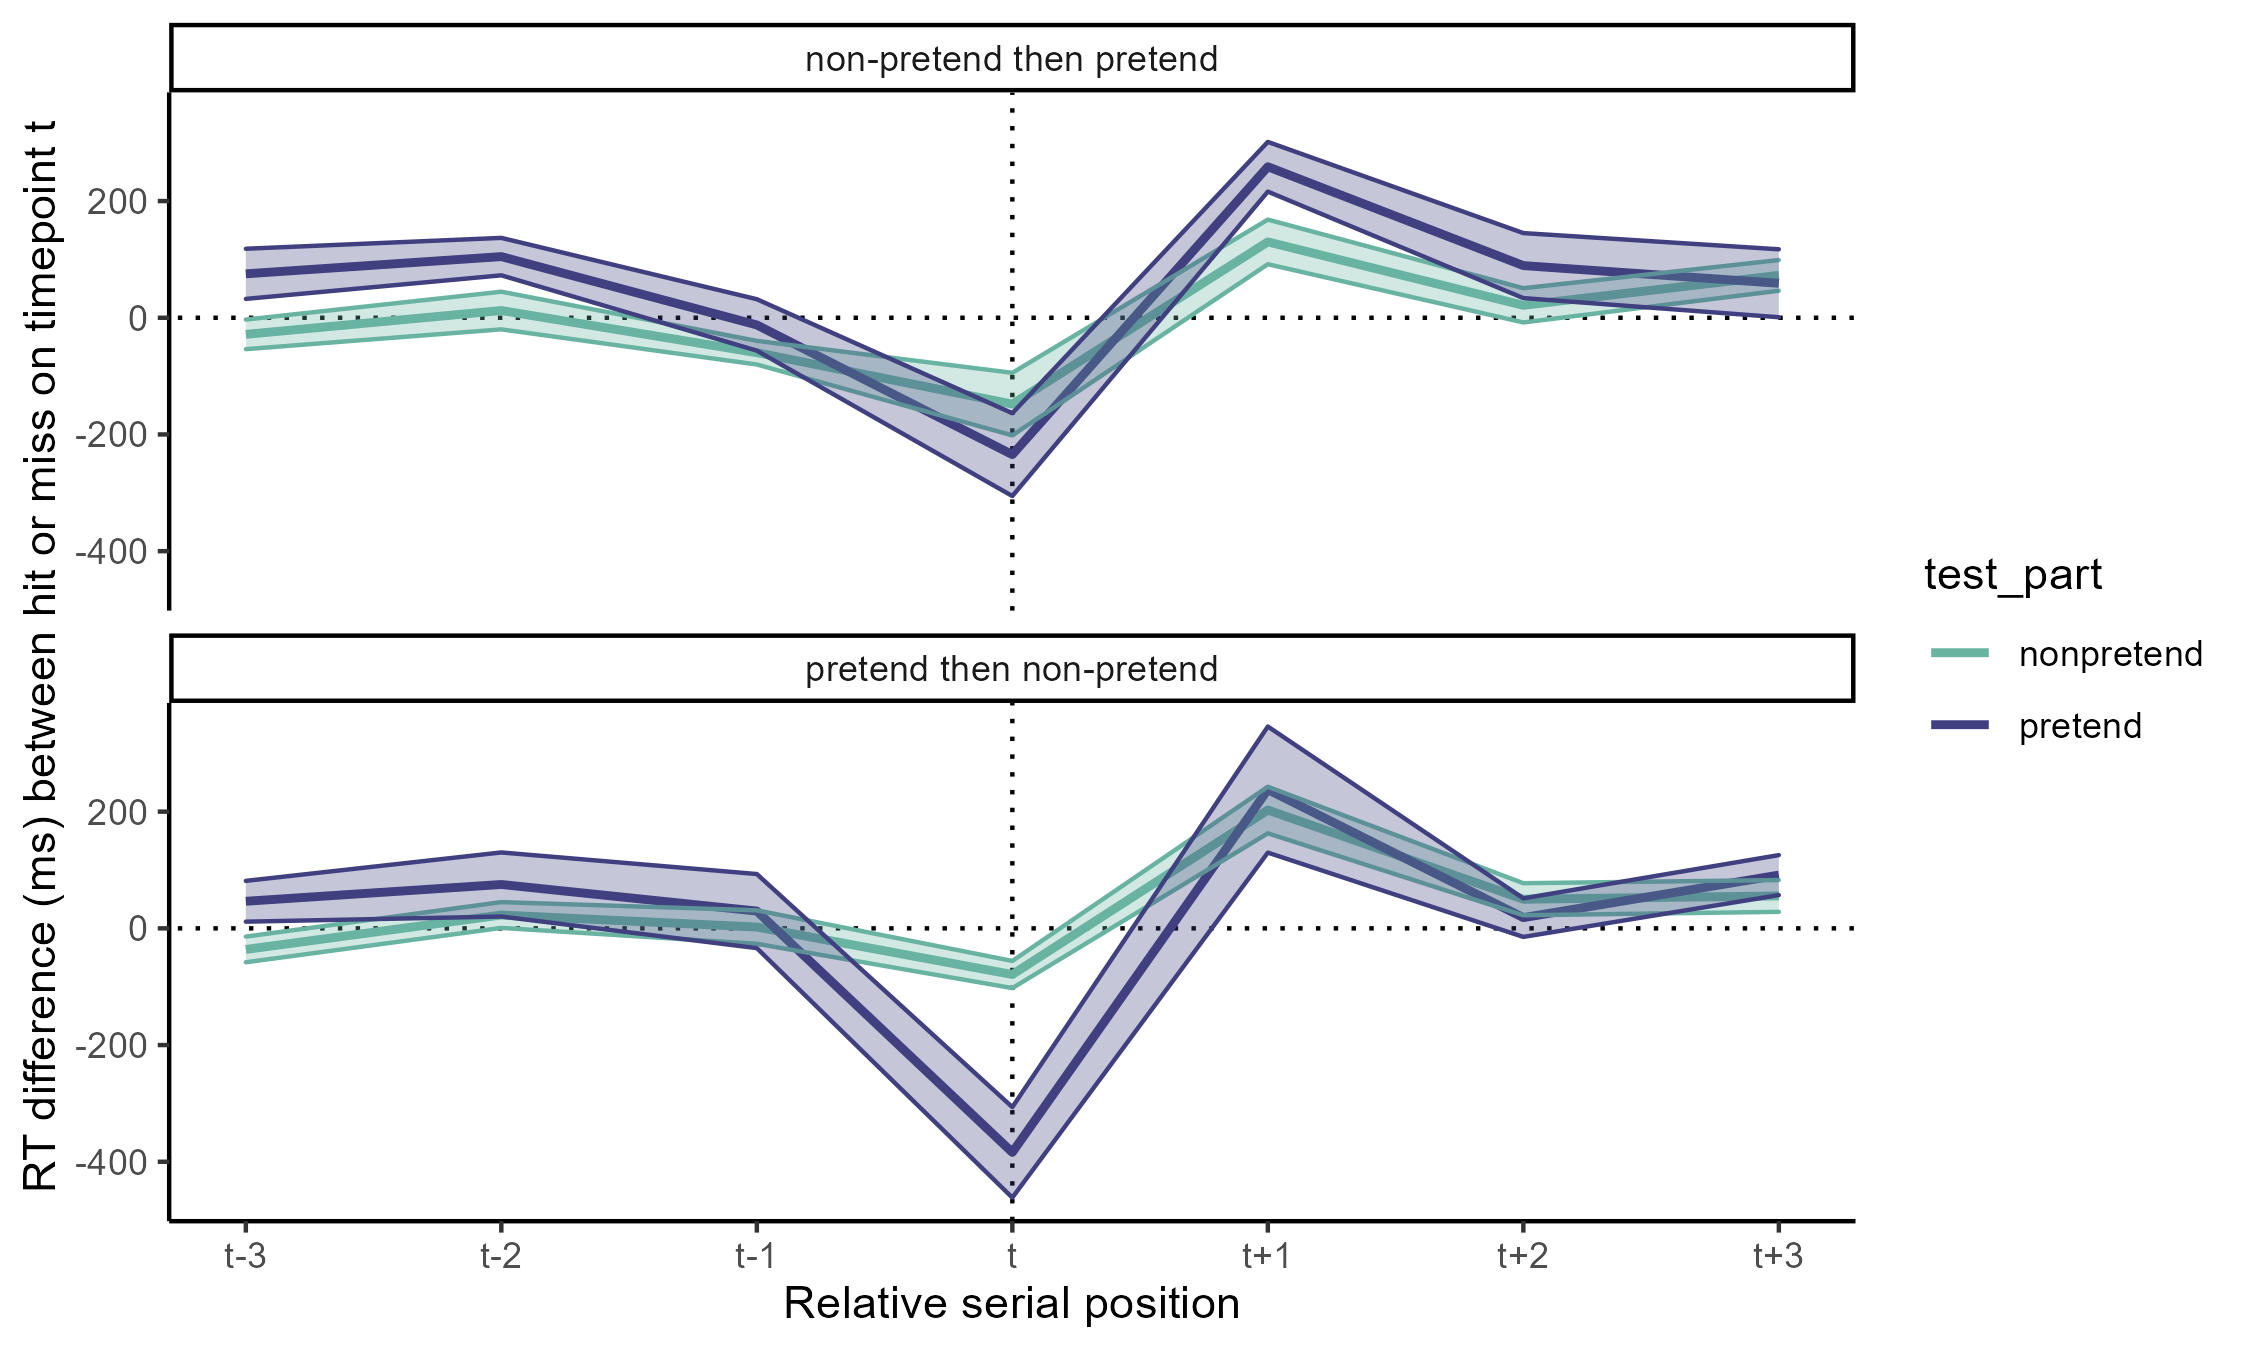 non-pretend then pretend
RT difference (ms) between hit or miss on timepoint t
200
0
-200
-400
pretend then non-pretend
200
0
-200
-400
t-3
t-2
t-1
t
t+1
t+2
t+3
Relative serial position
test_part
nonpretend
pretend